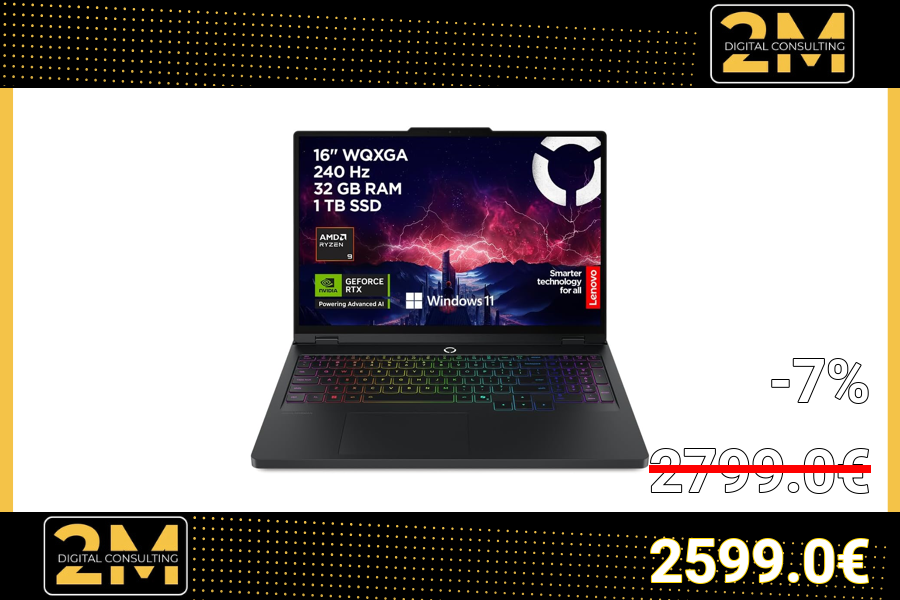 2M
DIGITAL CONSULTING
16" WQXGA
240 Hz
32 GB RAM
1 TB SSD
AMD
RYZEN
9
NVIDIA
GEFORCE
RTX
Powering Advanced AI
Windows 11
Smarter
technology
for all
Lenovo
-7%
2799.0€
2M
DIGITAL CONSULTING
2599.0€